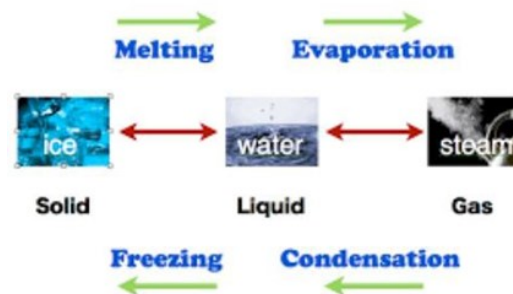 Melting Evaporation
ice water steam
Solid Liquid Gas
Freezing Condensation